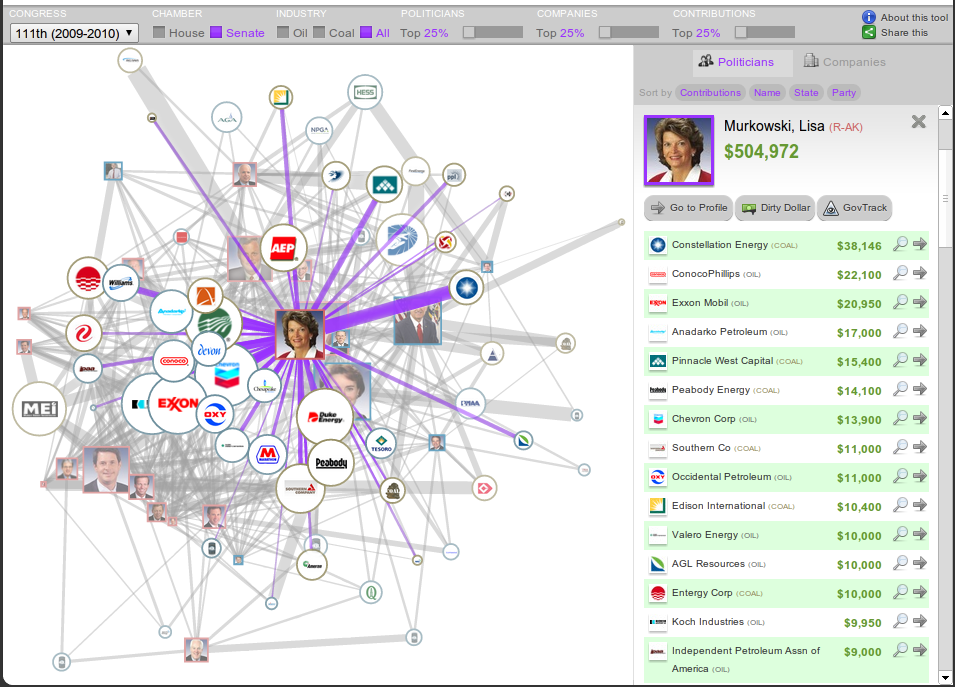 CONGRESS CHAMBER INDUSTRY POLITICIANS COMPANIES CONTRIBUTIONS
111th (2009-2010) House Senate Oil Coal All Top 25% Top 25% Top 25%
About this tool
Share this
Politicians Companies
Sort by Contributions Name State Party
Murkowski, Lisa (R-AK)
$504,972
Go to Profile Dirty Dollar GovTrack
Constellation Energy (COAL) $38,146
ConocoPhillips (OIL) $22,100
Exxon Mobil (OIL) $20,950
Anadarko Petroleum (OIL) $17,000
Pinnacle West Capital (COAL) $15,400
Peabody Energy (COAL) $14,100
Chevron Corp (OIL) $13,900
Southern Co (COAL) $11,000
Occidental Petroleum (OIL) $11,000
Edison International (COAL) $10,400
Valero Energy (OIL) $10,000
AGL Resources (OIL) $10,000
Entergy Corp (COAL) $10,000
Koch Industries (OIL) $9,950
Independent Petroleum Assn of
America (OIL) $9,000
HESS
AGA
NPGA
ppl
AEP
Williams
Anadarko
devon
conoco
Chesapeake
MEi
EXXON
OXY
Duke
Energy
TESORO
MARATHON
Peabody
SOUTHERN
COMPANY
Ameren